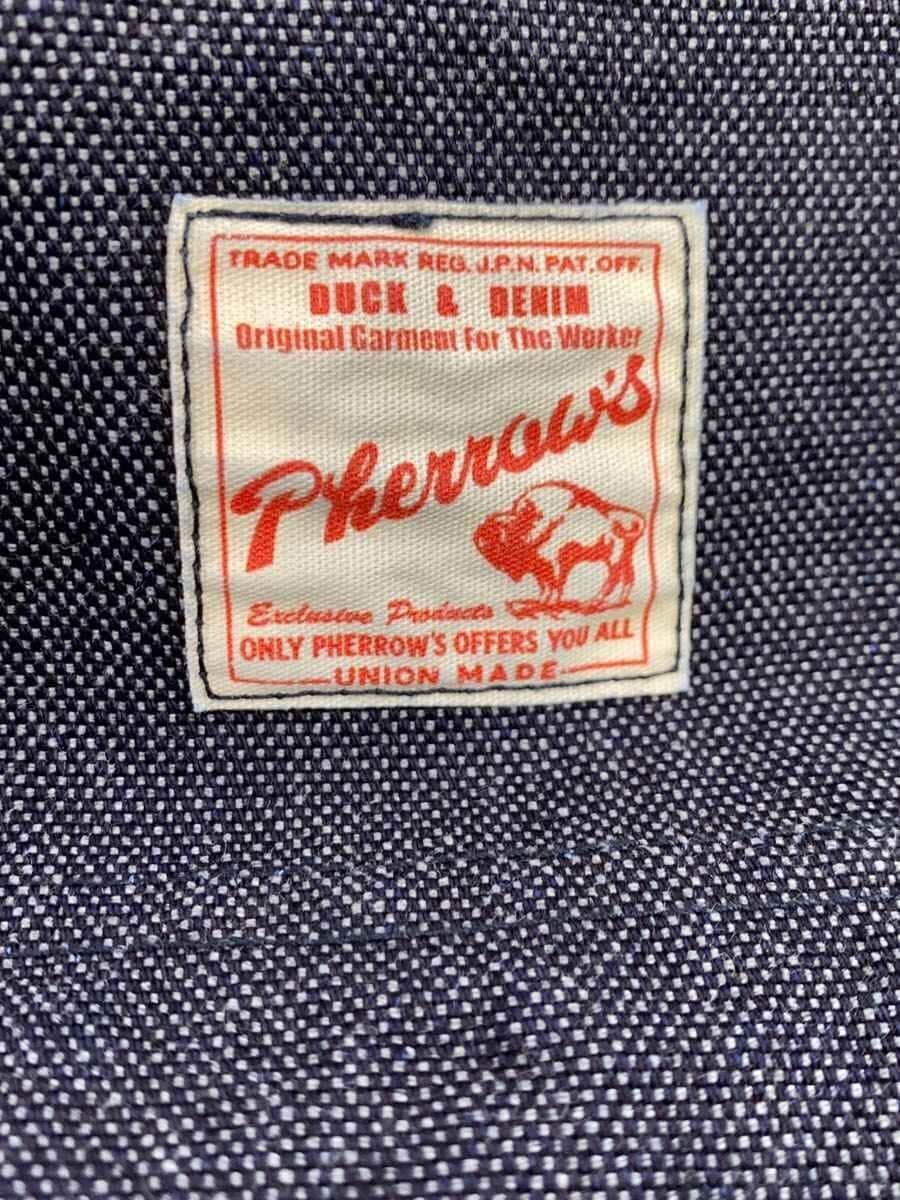 TRADE MARK REG. J.P.N. PAT. OFF.
DUCK & DENIM
Original Garment For The Worker
Pherrow's
Exclusive Products
ONLY PHERROW'S OFFERS YOU ALL
UNION MADE